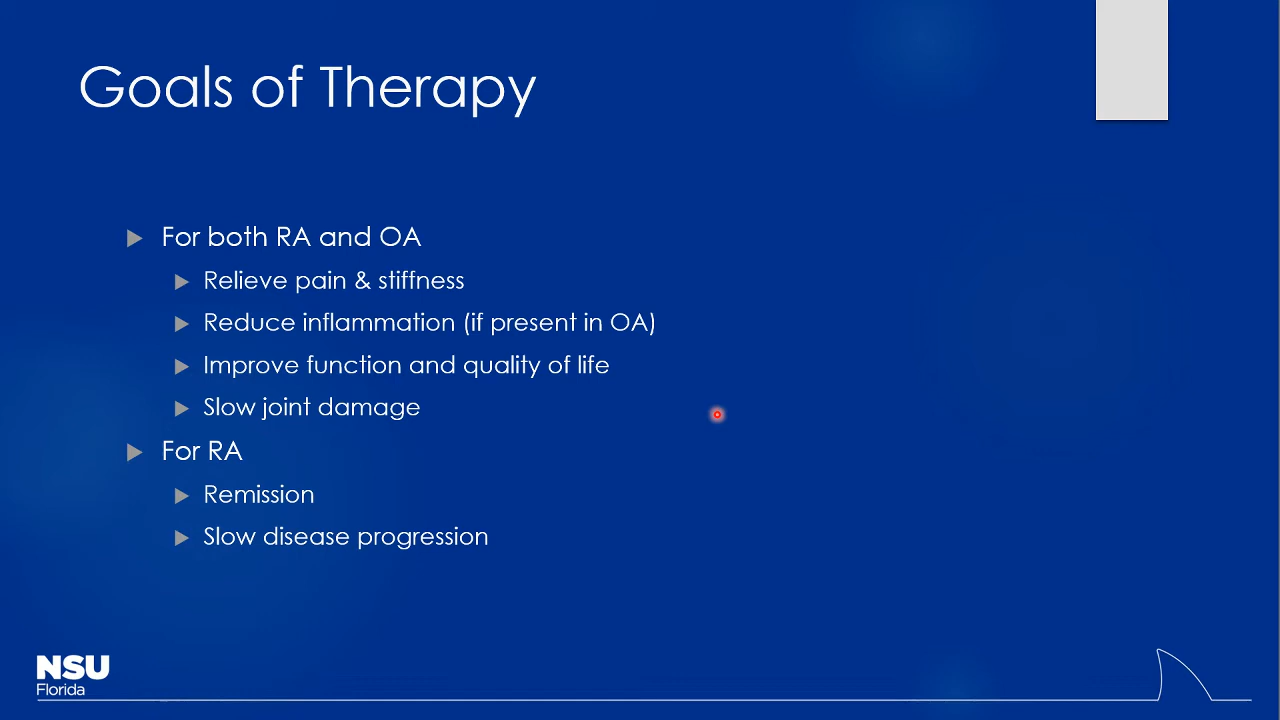 Goals of Therapy
For both RA and OA
Relieve pain & stiffness
Reduce inflammation (if present in OA)
Improve function and quality of life
Slow joint damage
For RA
Remission
Slow disease progression
NSU
Florida